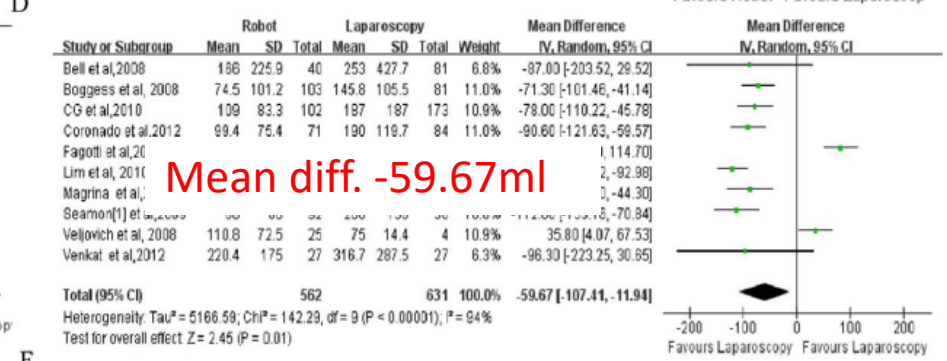 D
Robot Laparoscopy Mean Difference Mean Difference
Study or Subgroup Mean SD Total Mean SD Total Weight IV, Random, 95% CI IV, Random, 95% CI
Bell et al,2008 166 225.9 40 253 427.7 81 6.8% -87.00 [-203.52, 29.52]
Boggess et al, 2008 74.5 101.2 103 145.8 105.5 81 11.0% -71.30 [-101.46, -41.14]
CG et al,2010 109 83.3 102 187 187 173 10.9% -78.00 [-110.22, -45.78]
Coronado et al.2012 99.4 75.4 71 190 119.7 84 11.0% -90.60 [-121.63, -59.57]
Fagotti et al,20 , 114.70]
Lim et al, 2010 , -92.98]
Magrina et al, , -44.30]
Mean diff. -59.67ml
Seamon[1] et al, -70.84]
Veljovich et al, 2008 110.8 72.5 25 75 14.4 4 10.9% 35.80 [4.07, 67.53]
Venkat et al,2012 220.4 175 27 316.7 287.5 27 6.3% -96.30 [-223.25, 30.65]
Total (95% CI) 562 631 100.0% -59.67 [-107.41, -11.94]
Heterogeneity: Tau² = 5166.59; Chi² = 142.29, df = 9 (P < 0.00001); I² = 94%
Test for overall effect: Z = 2.45 (P = 0.01)
-200 -100 0 100 200
Favours Laparoscopy Favours Laparoscopy